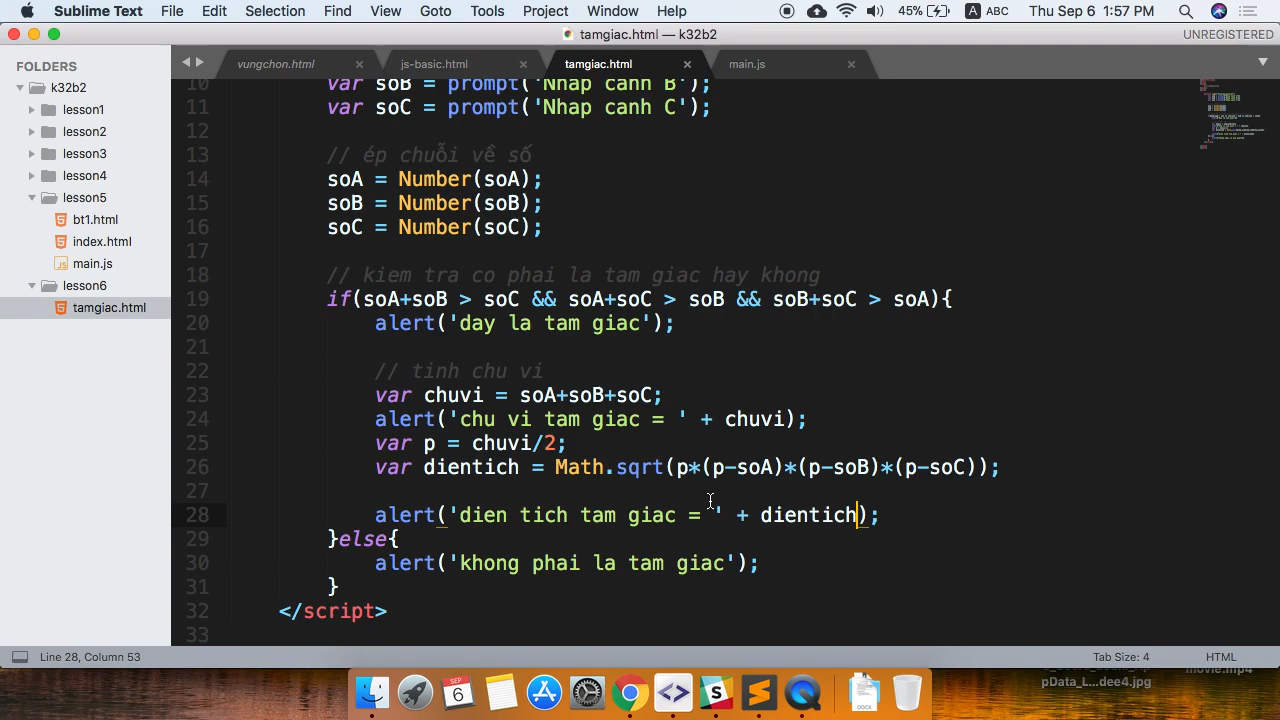 Sublime Text File Edit Selection Find View Goto Tools Project Window Help 45% A ABC Thu Sep 6 1:57 PM
tamgiac.html — k32b2 UNREGISTERED
FOLDERS
k32b2
lesson1
lesson2
lesson3
lesson4
lesson5
bt1.html
index.html
main.js
lesson6
tamgiac.html
vungchon.html js-basic.html tamgiac.html main.js
10 var soB = prompt('Nhap canh B');
11 var soC = prompt('Nhap canh C');
12
13 // ép chuỗi về số
14 soA = Number(soA);
15 soB = Number(soB);
16 soC = Number(soC);
17
18 // kiem tra co phai la tam giac hay khong
19 if(soA+soB > soC && soA+soC > soB && soB+soC > soA){
20 alert('day la tam giac');
21
22 // tinh chu vi
23 var chuvi = soA+soB+soC;
24 alert('chu vi tam giac = ' + chuvi);
25 var p = chuvi/2;
26 var dientich = Math.sqrt(p*(p-soA)*(p-soB)*(p-soC));
27
28 alert('dien tich tam giac = ' + dientich);
29 }else{
30 alert('khong phai la tam giac');
31 }
32 </script>
33
Line 28, Column 53 Tab Size: 4 HTML
pData_L...dee4.jpg
movie.mp4
SEP
6
DOCX